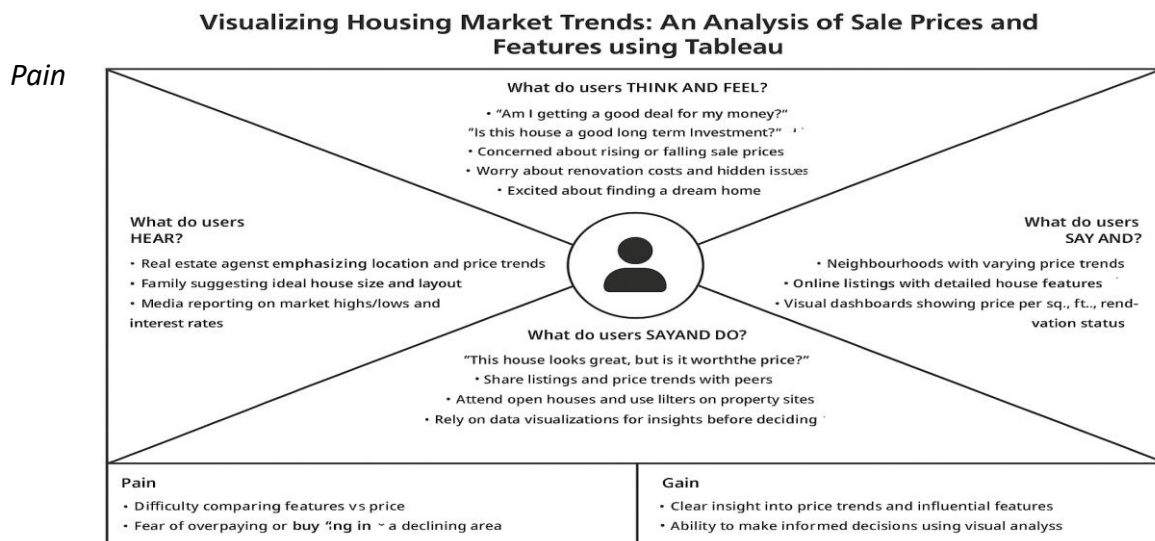 Visualizing Housing Market Trends: An Analysis of Sale Prices and
Features using Tableau
Pain
What do users THINK AND FEEL?
• “Am I getting a good deal for my money?”
“Is this house a good long term Investment?”
• Concerned about rising or falling sale prices
• Worry about renovation costs and hidden issues
• Excited about finding a dream home
What do users
HEAR?
• Real estate agenst emphasizing location and price trends
• Family suggesting ideal house size and layout
• Media reporting on market highs/lows and
interest rates
What do users
SAY AND?
• Neighbourhoods with varying price trends
• Online listings with detailed house features
• Visual dashboards showing price per sq., ft.., rend-
vation status
What do users SAYAND DO?
“This house looks great, but is it worththe price?”
• Share listings and price trends with peers
• Attend open houses and use lilters on property sites
• Rely on data visualizations for insights before deciding
Pain
• Difficulty comparing features vs price
• Fear of overpaying or buy “ing in a declining area
Gain
• Clear insight into price trends and influential features
• Ability to make informed decisions using visual analyss